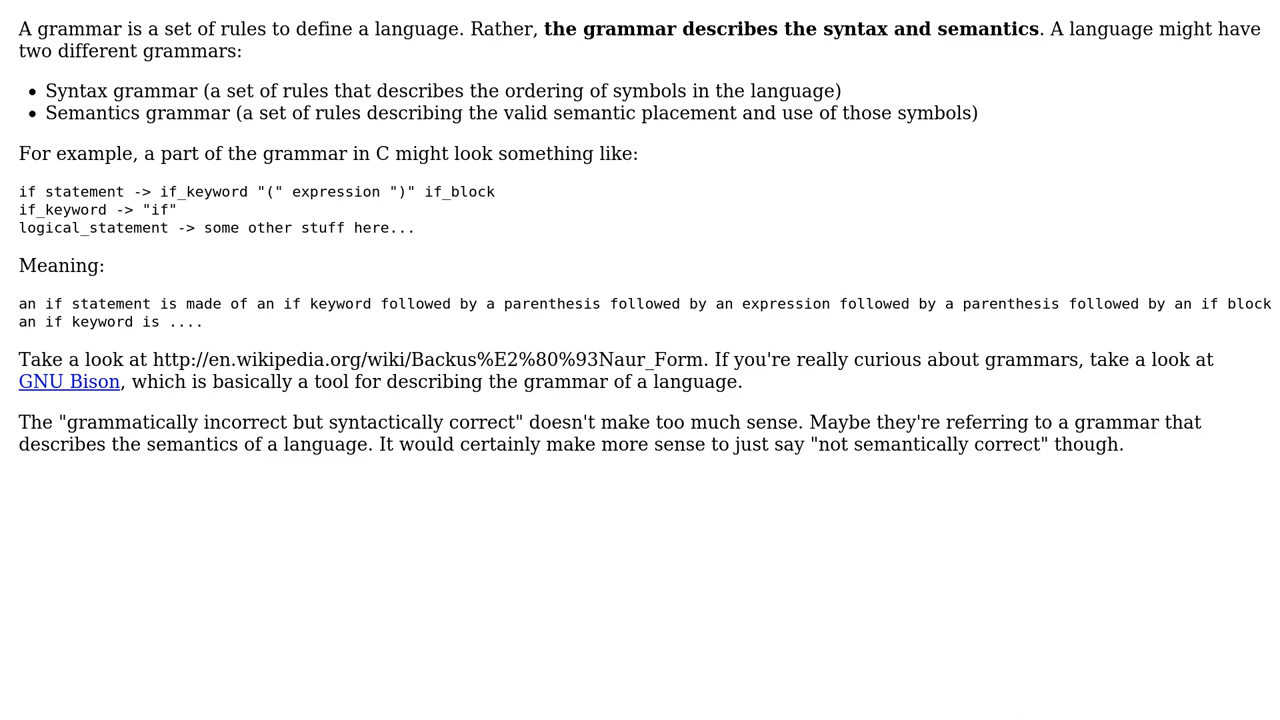 A grammar is a set of rules to define a language. Rather, the grammar describes the syntax and semantics. A language might have
two different grammars:
• Syntax grammar (a set of rules that describes the ordering of symbols in the language)
• Semantics grammar (a set of rules describing the valid semantic placement and use of those symbols)
For example, a part of the grammar in C might look something like:
if statement -> if_keyword "(" expression ")" if_block
if_keyword -> "if"
logical_statement -> some other stuff here...
Meaning:
an if statement is made of an if keyword followed by a parenthesis followed by an expression followed by a parenthesis followed by an if block
an if keyword is ....
Take a look at http://en.wikipedia.org/wiki/Backus%E2%80%93Naur_Form. If you're really curious about grammars, take a look at
GNU Bison, which is basically a tool for describing the grammar of a language.
The "grammatically incorrect but syntactically correct" doesn't make too much sense. Maybe they're referring to a grammar that
describes the semantics of a language. It would certainly make more sense to just say "not semantically correct" though.